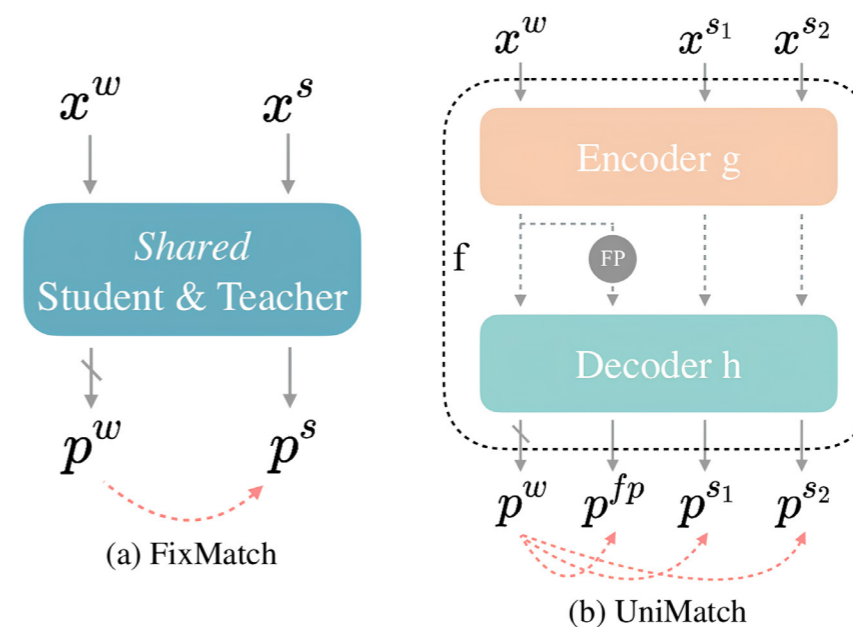 x^w x^s
Shared
Student & Teacher
p^w p^s
(a) FixMatch
x^w x^{s_1} x^{s_2}
Encoder g
f
FP
Decoder h
p^w p^{fp} p^{s_1} p^{s_2}
(b) UniMatch